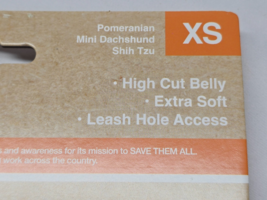 Pomeranian
Mini Dachshund
Shih Tzu
XS
• High Cut Belly
• Extra Soft
• Leash Hole Access
and awareness for its mission to SAVE THEM ALL.
work across the country.